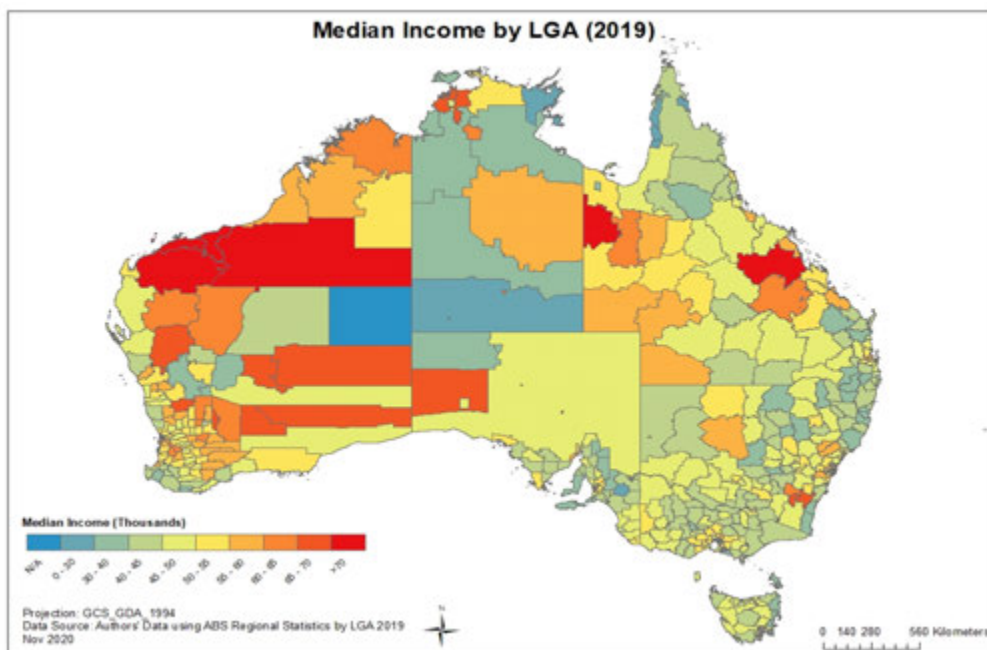 Median Income by LGA (2019)
Median Income (Thousands)
N/A
0 - 30
30 - 40
40 - 45
45 - 50
50 - 55
55 - 60
60 - 65
65 - 70
>70
Projection: GCS_GDA_1994
Data Source: Authors' Data using ABS Regional Statistics by LGA 2019
Nov 2020
N
0 140 280 560 Kilometers